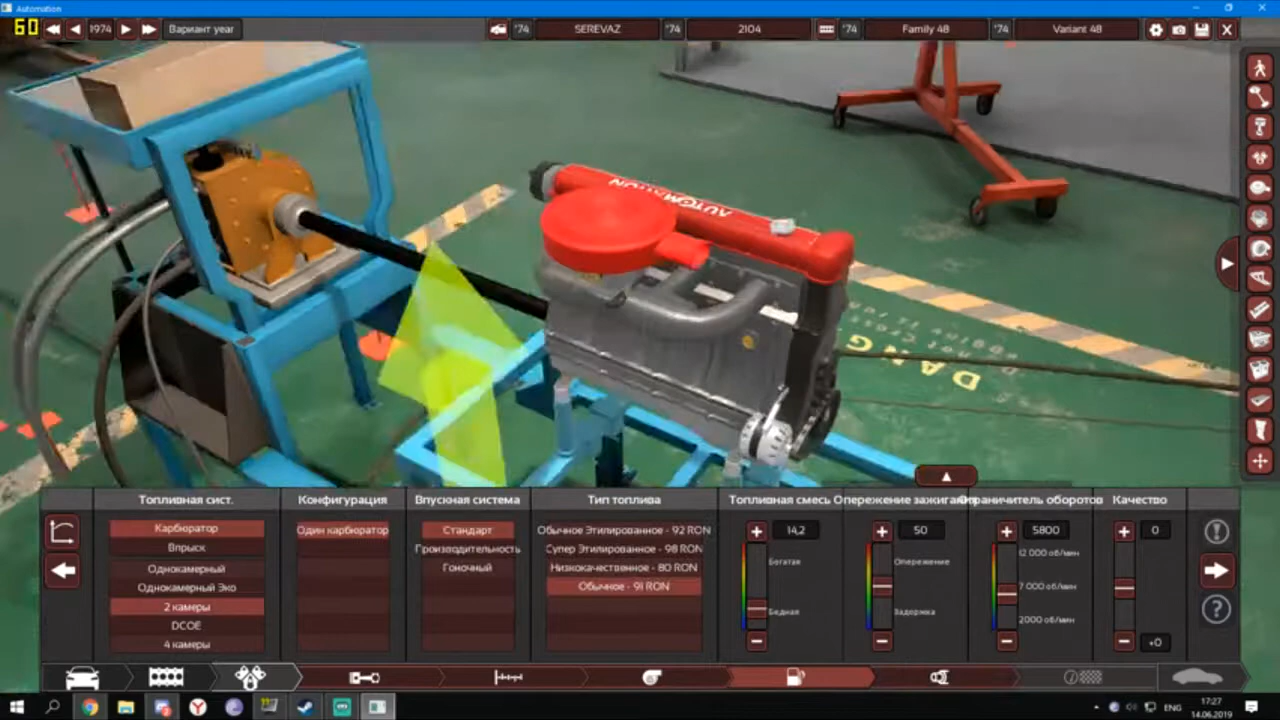 Automation
60
1974
Вариант year
'74
SEREVAZ
'74
2104
'74
Family 48
'74
Variant 48
X
AUTOMATION
DANG
Топливная сист.
Конфигурация
Впускная система
Тип топлива
Топливная смесь
Опережение зажиган
раничитель оборотов
Качество
Карбюратор
Впрыск
Однокамерный
Однокамерный Эко
2 камеры
DCOE
4 камеры
Один карбюратор
Стандарт
Производительность
Гоночный
Обычное Этилированное - 92 RON
Супер Этилированное - 98 RON
Низкокачественное - 80 RON
Обычное - 91 RON
14,2
Богатая
Бедная
50
Опережение
Задержка
5800
12 000 об/мин
7 000 об/мин
2000 об/мин
0
+0
ENG
17:27
14.06.2019